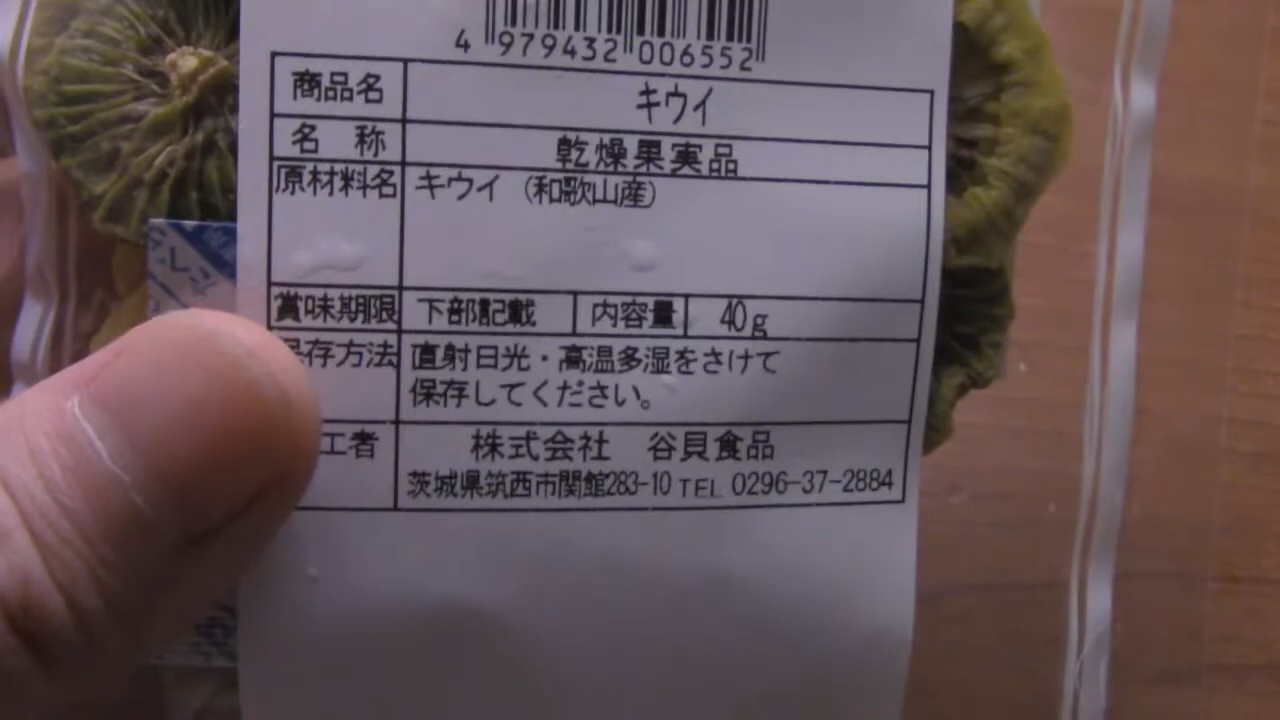 4 979432 006552
商品名 キウイ
名 称 乾燥果実品
原材料名 キウイ (和歌山産)
賞味期限 下部記載 内容量 40g
保存方法 直射日光・高温多湿をさけて
保存してください。
工者 株式会社 谷貝食品
茨城県筑西市関館283-10 TEL 0296-37-2884